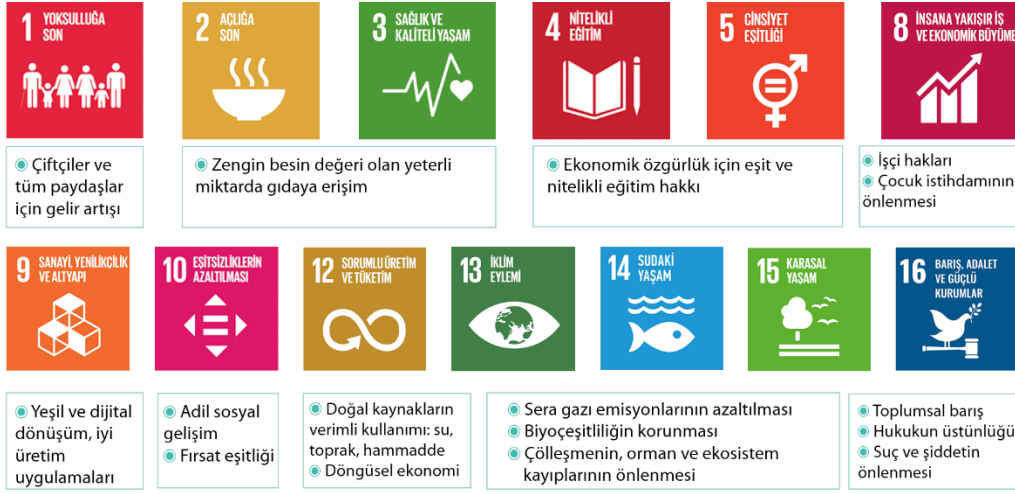 1 YOKSULLUĞA
SON
2 AÇLIĞA
SON
3 SAĞLIK VE
KALİTELİ YAŞAM
4 NİTELİKLİ
EĞİTİM
5 CİNSİYET
EŞİTLİĞİ
8 İNSANA YAKIŞIR İŞ
VE EKONOMİK BÜYÜME
Çiftçiler ve
tüm paydaşlar
için gelir artışı
Zengin besin değeri olan yeterli
miktarda gıdaya erişim
Ekonomik özgürlük için eşit ve
nitelikli eğitim hakkı
İşçi hakları
Çocuk istihdamının
önlenmesi
9 SANAYİ, YENİLİKÇİLİK
VE ALTYAPI
10 EŞİTSİZLİKLERİN
AZALTILMASI
12 SORUMLU ÜRETİM
VE TÜKETİM
13 İKLİM
EYLEMİ
14 SUDAKİ
YAŞAM
15 KARASAL
YAŞAM
16 BARIŞ, ADALET
VE GÜÇLÜ
KURUMLAR
Yeşil ve dijital
dönüşüm, iyi
üretim
uygulamaları
Adil sosyal
gelişim
Fırsat eşitliği
Doğal kaynakların
verimli kullanımı: su,
toprak, hammadde
Döngüsel ekonomi
Sera gazı emisyonlarının azaltılması
Biyoçeşitliliğin korunması
Çölleşmenin, orman ve ekosistem
kayıplarının önlenmesi
Toplumsal barış
Hukukun üstünlüğü
Suç ve şiddetin
önlenmesi